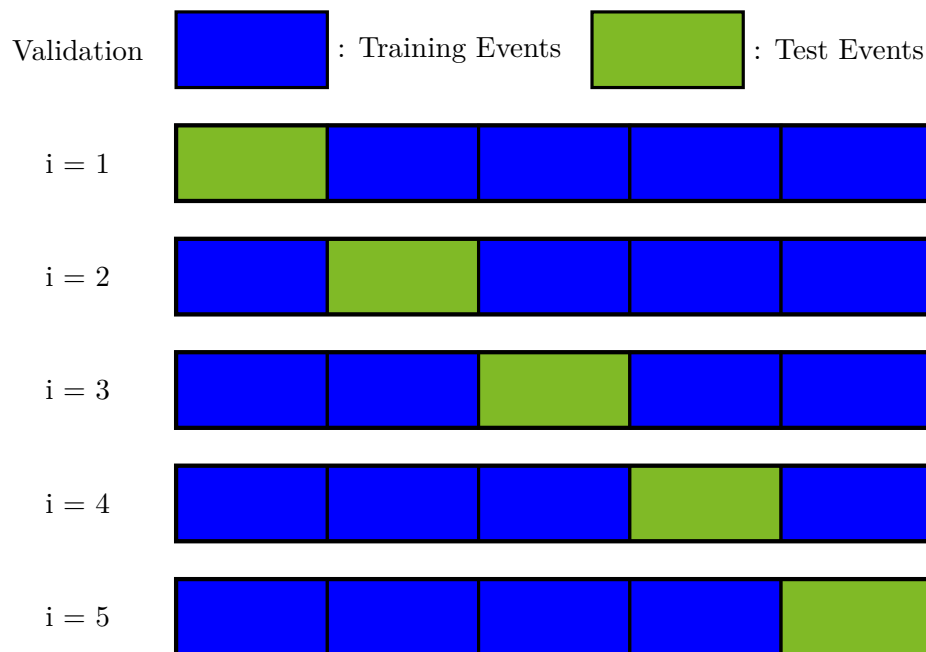 Validation : Training Events : Test Events
i = 1
i = 2
i = 3
i = 4
i = 5